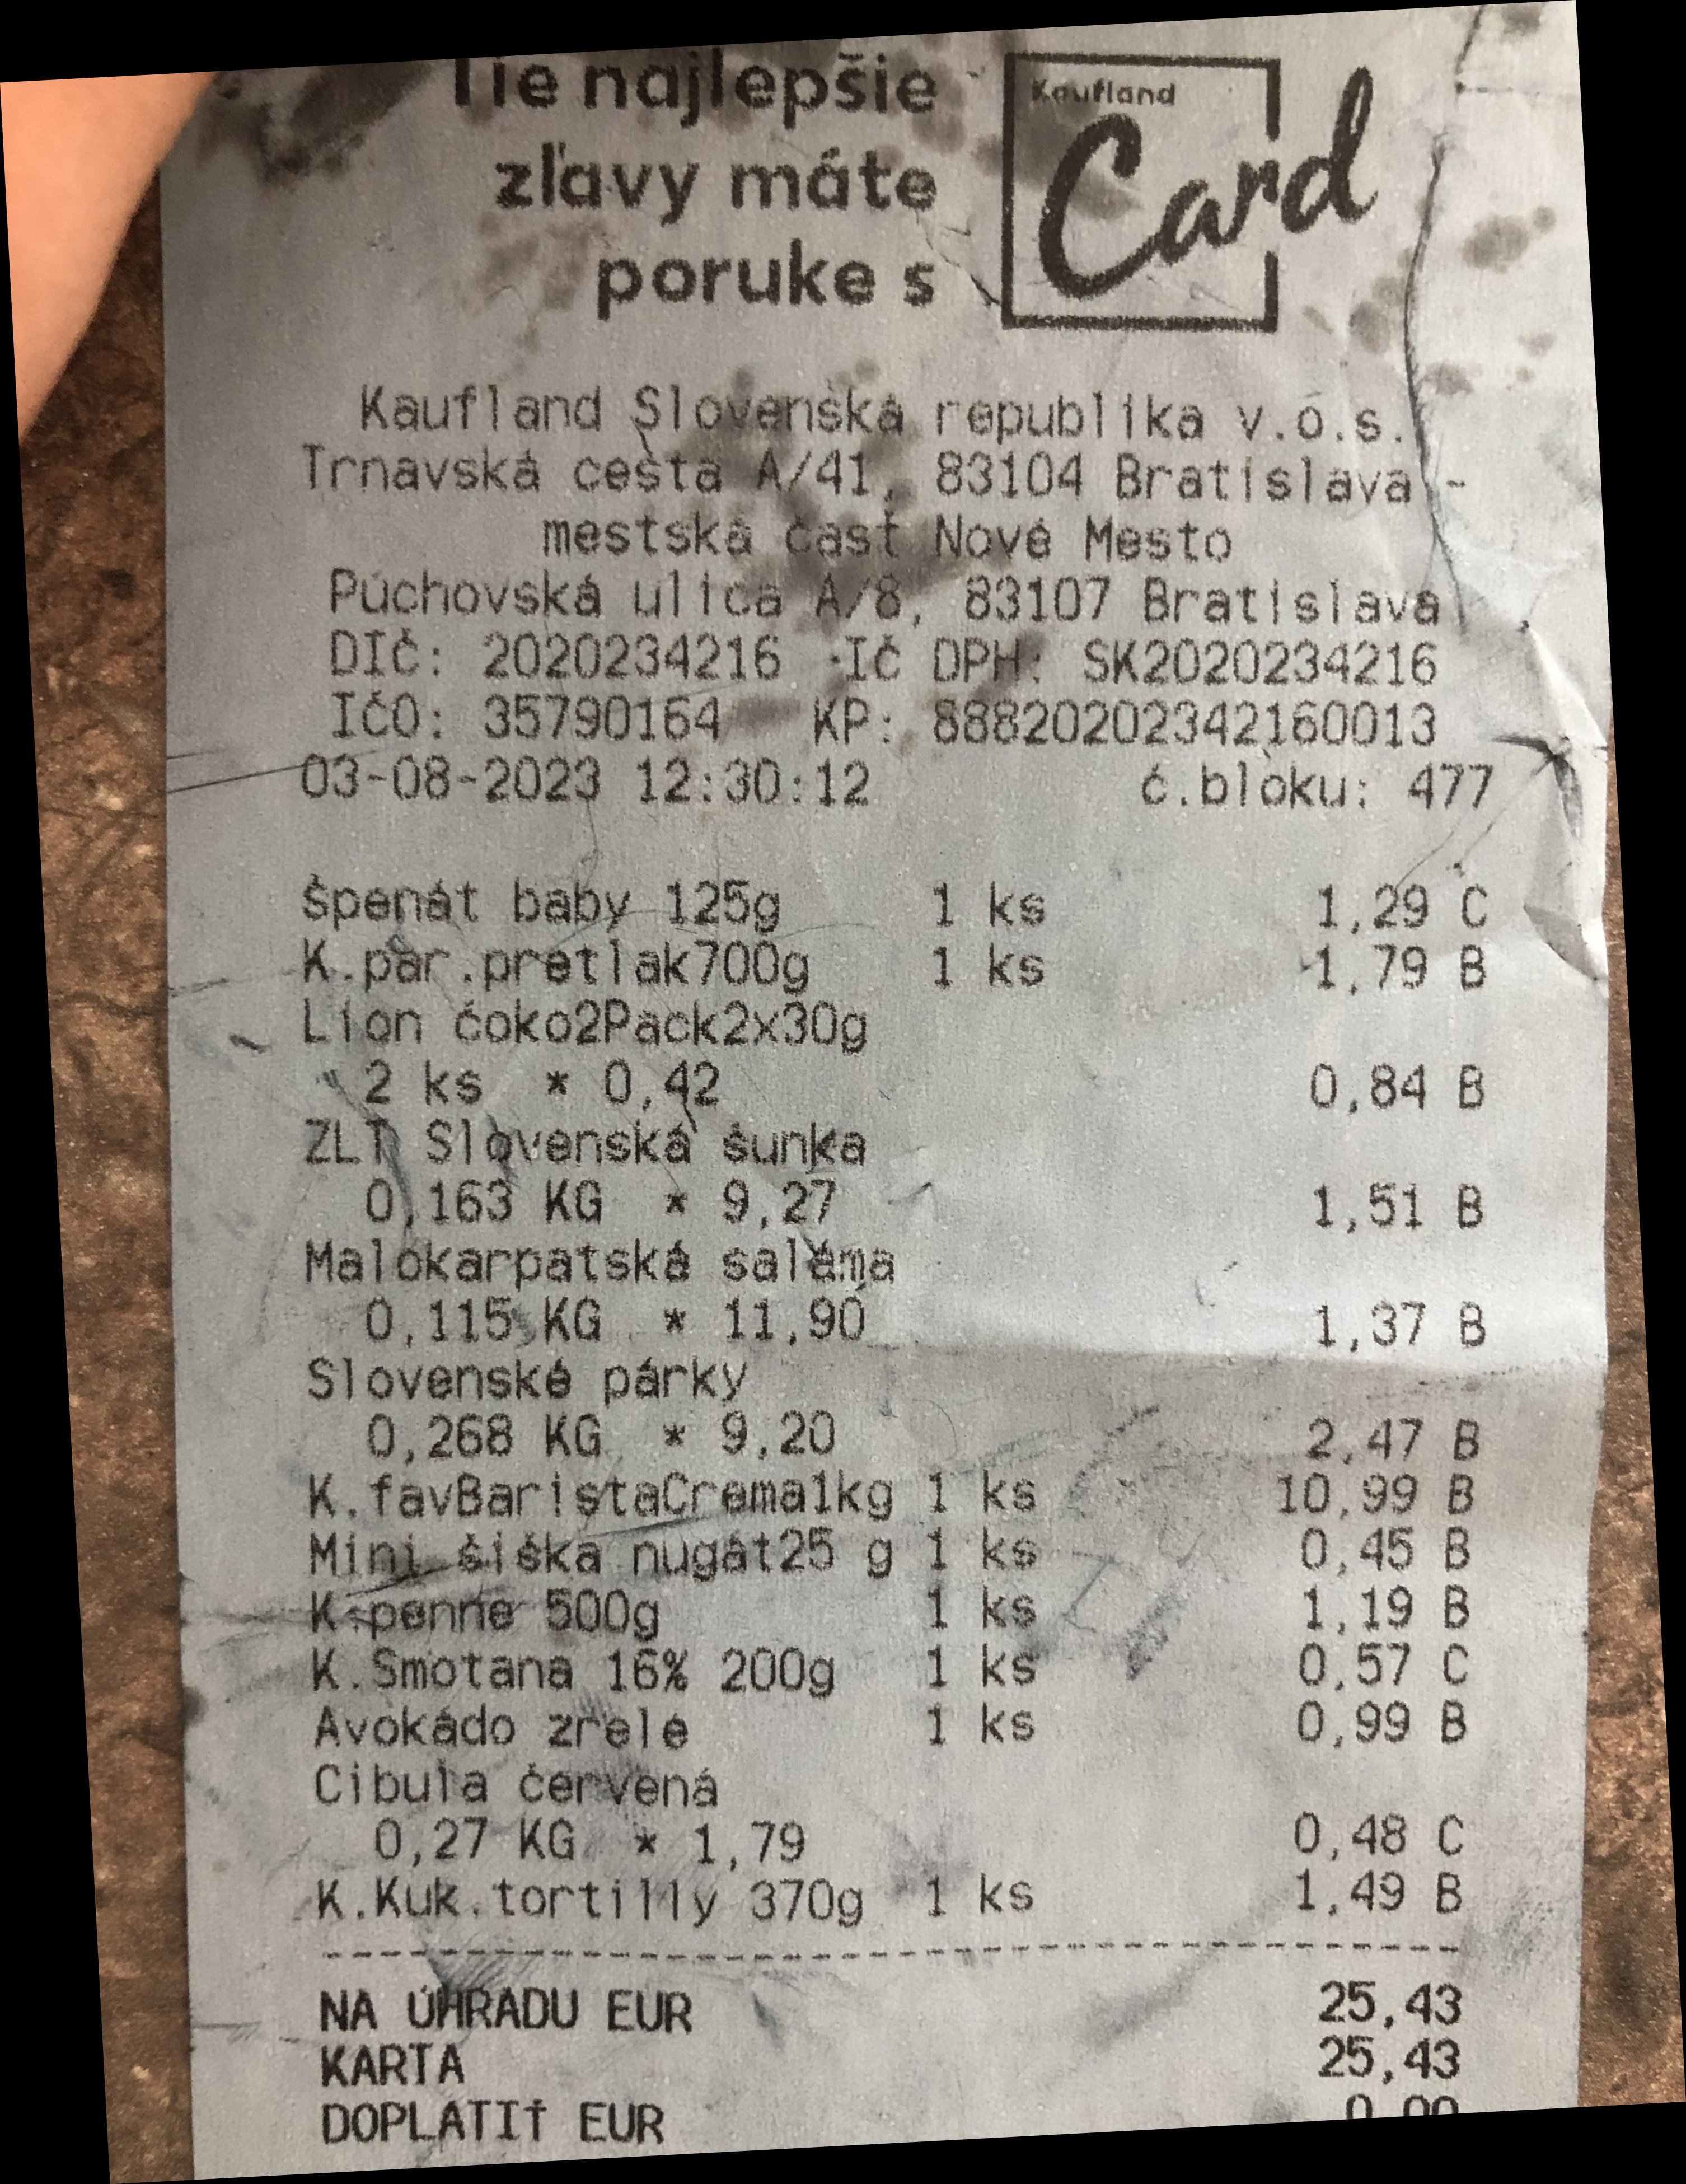 Tie najlepšie
zľavy máte
poruke s
Kaufland
Card
Kaufland Slovenská republika v.o.s.
Trnavská cesta A/41, 83104 Bratislava -
mestská časť Nové Mesto
Púchovská ulica A/8, 83107 Bratislava
DIČ: 2020234216 IČ DPH: SK2020234216
IČO: 35790164 KP: 88820202342160013
03-08-2023 12:30:12 č.bloku: 477
Špenát baby 125g 1 ks 1,29 C
K.par.pretlak700g 1 ks 1,79 B
Lion čoko2Pack2x30g
2 ks * 0,42 0,84 B
ZLT Slovenská šunka
0,163 KG * 9,27 1,51 B
Malokarpatská saláma
0,115 KG * 11,90 1,37 B
Slovenské párky
0,268 KG * 9,20 2,47 B
K.favBaristaCrema1kg 1 ks 10,99 B
Mini šiška nugát25 g 1 ks 0,45 B
K.penne 500g 1 ks 1,19 B
K.Smotana 16% 200g 1 ks 0,57 C
Avokádo zrelé 1 ks 0,99 B
Cibuľa červená
0,27 KG * 1,79 0,48 C
K.Kuk.tortilly 370g 1 ks 1,49 B
NA ÚHRADU EUR 25,43
KARTA 25,43
DOPLATIŤ EUR 0,00